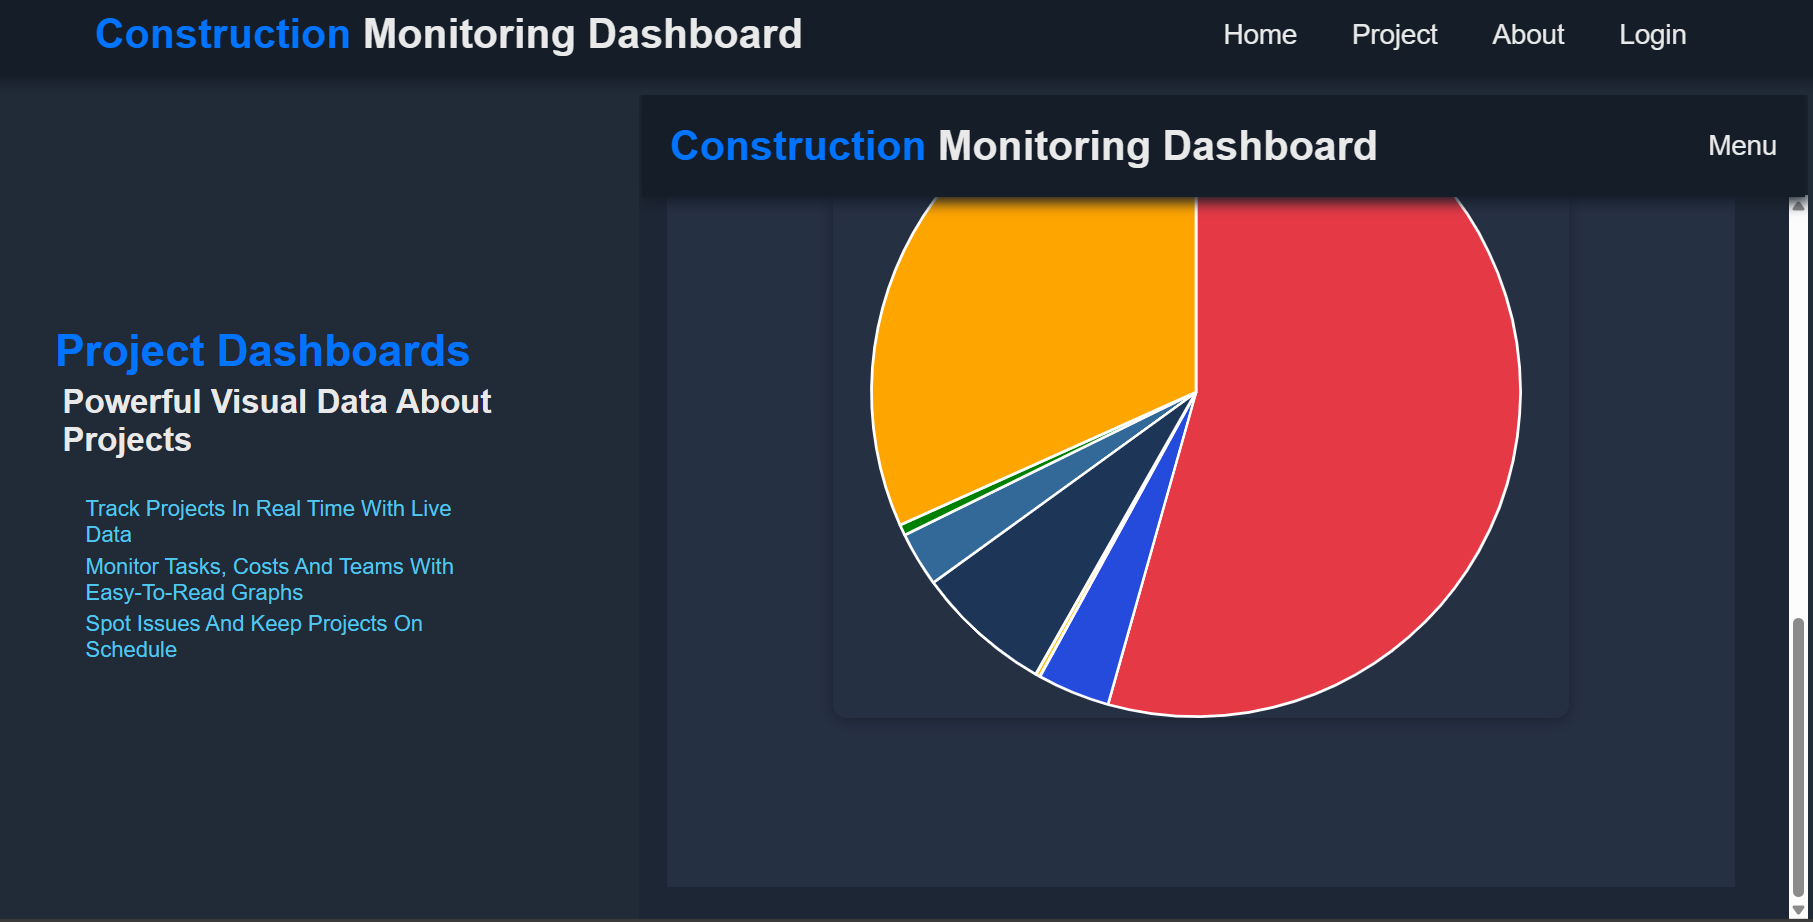 Construction Monitoring Dashboard
Home Project About Login
Construction Monitoring Dashboard
Menu
Project Dashboards
Powerful Visual Data About
Projects
Track Projects In Real Time With Live
Data
Monitor Tasks, Costs And Teams With
Easy-To-Read Graphs
Spot Issues And Keep Projects On
Schedule